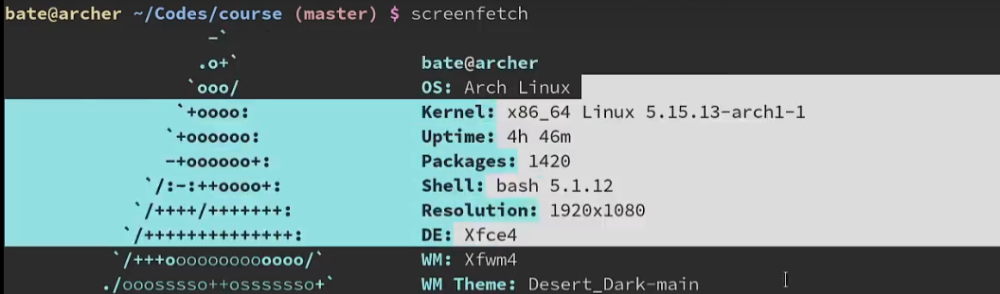 bate@archer ~/Codes/course (master) $ screenfetch
-`
.o+` bate@archer
`ooo/ OS: Arch Linux
`+oooo: Kernel: x86_64 Linux 5.15.13-arch1-1
`+oooooo: Uptime: 4h 46m
-+oooooo+: Packages: 1420
`/:-:++oooo+: Shell: bash 5.1.12
`/++++/+++++++: Resolution: 1920x1080
`/++++++++++++++: DE: Xfce4
`/+++ooooooooooooo/` WM: Xfwm4
./ooosssso++osssssso+` WM Theme: Desert_Dark-main